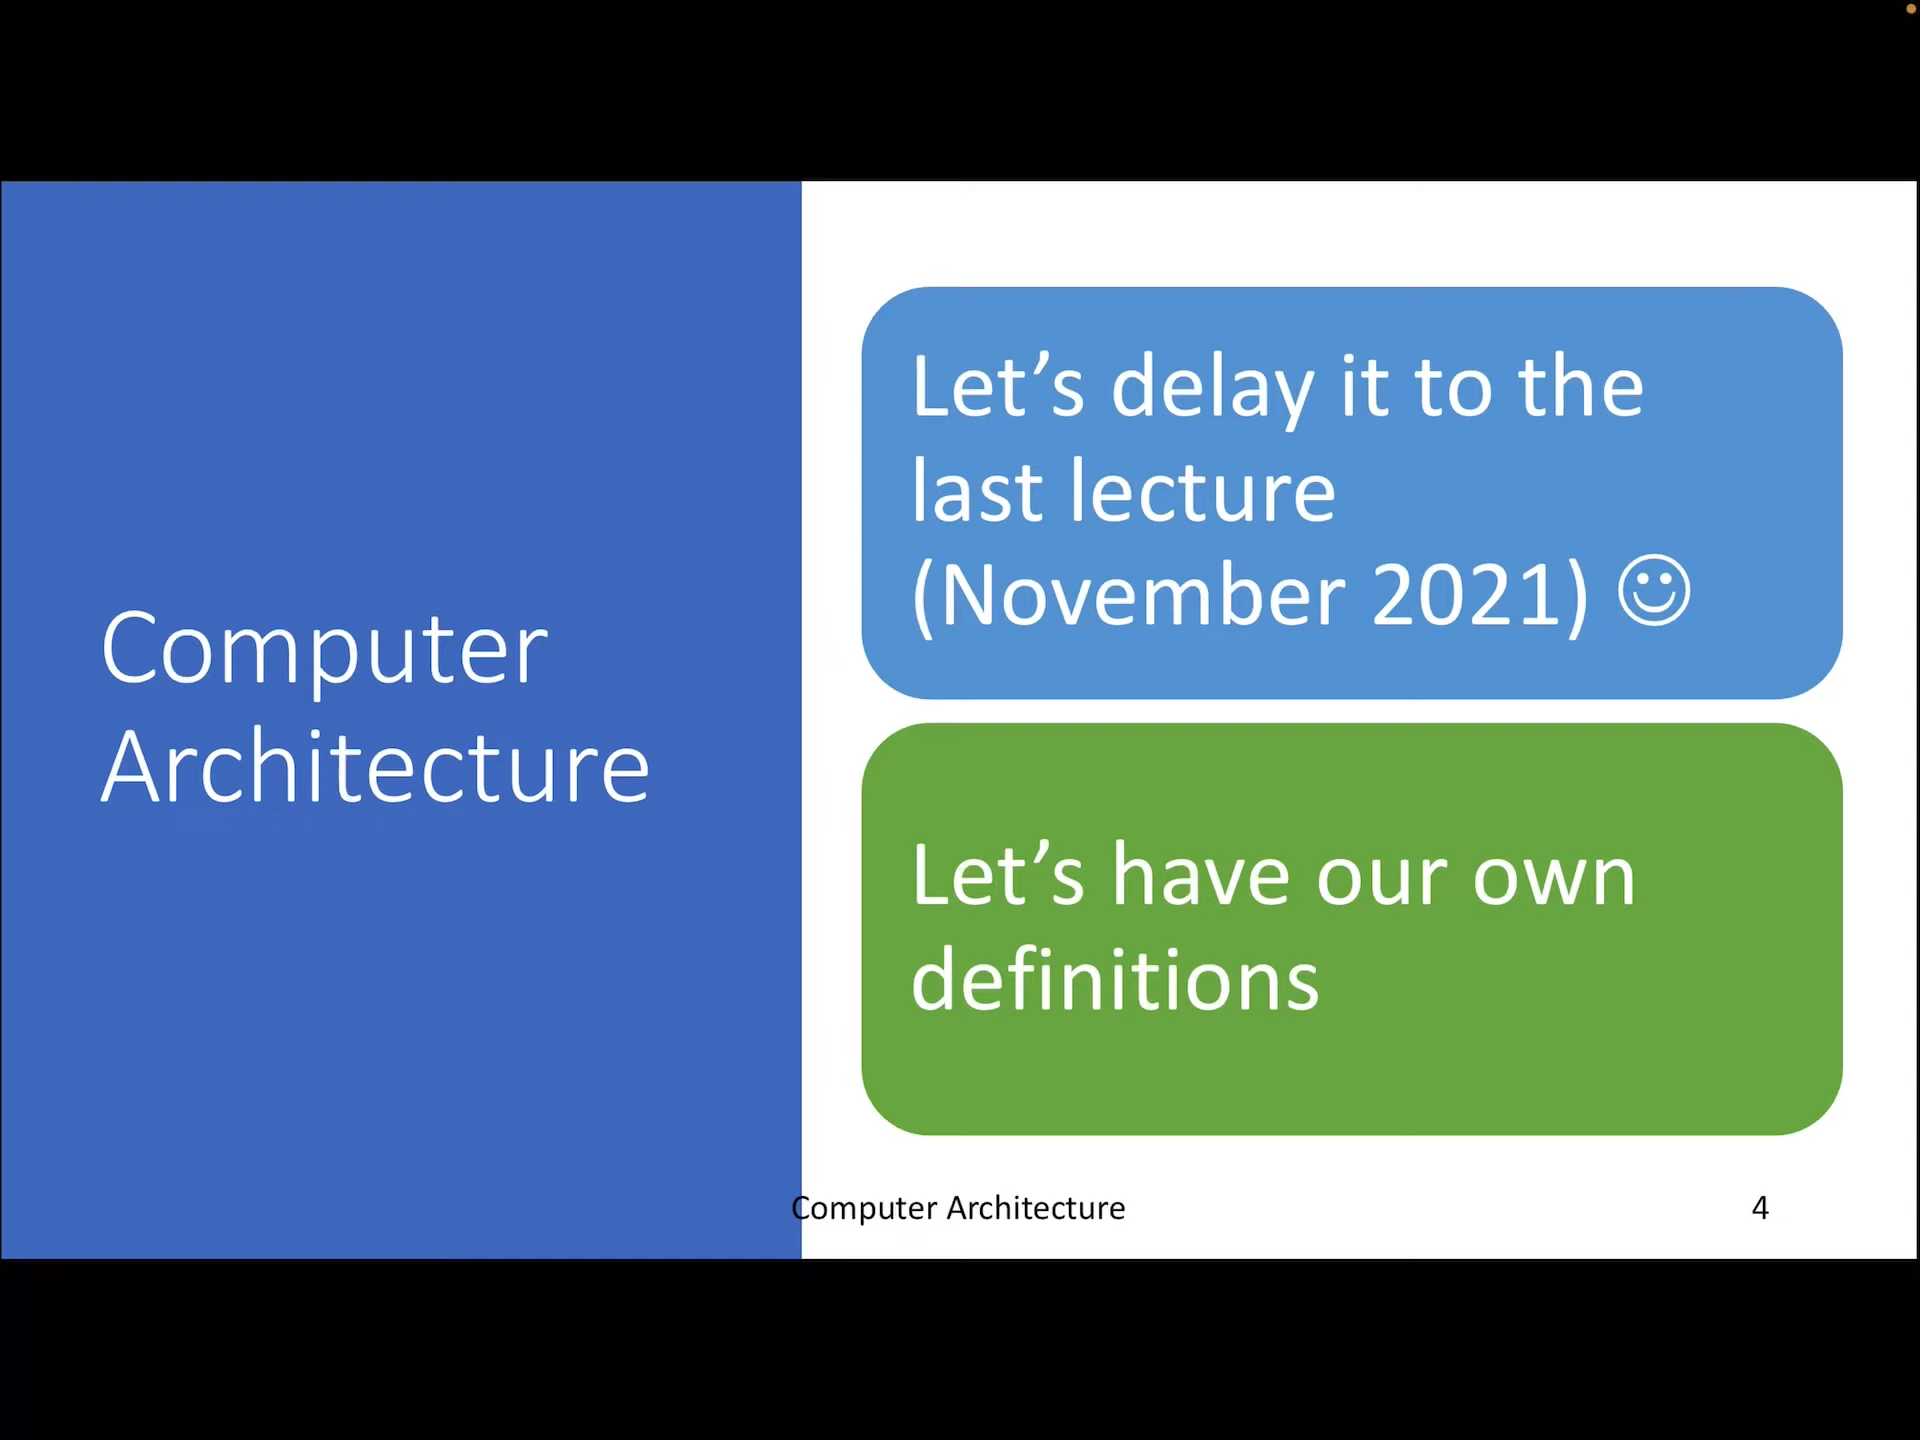 Computer
Architecture
Let’s delay it to the
last lecture
(November 2021) ☺
Let’s have our own
definitions
Computer Architecture
4